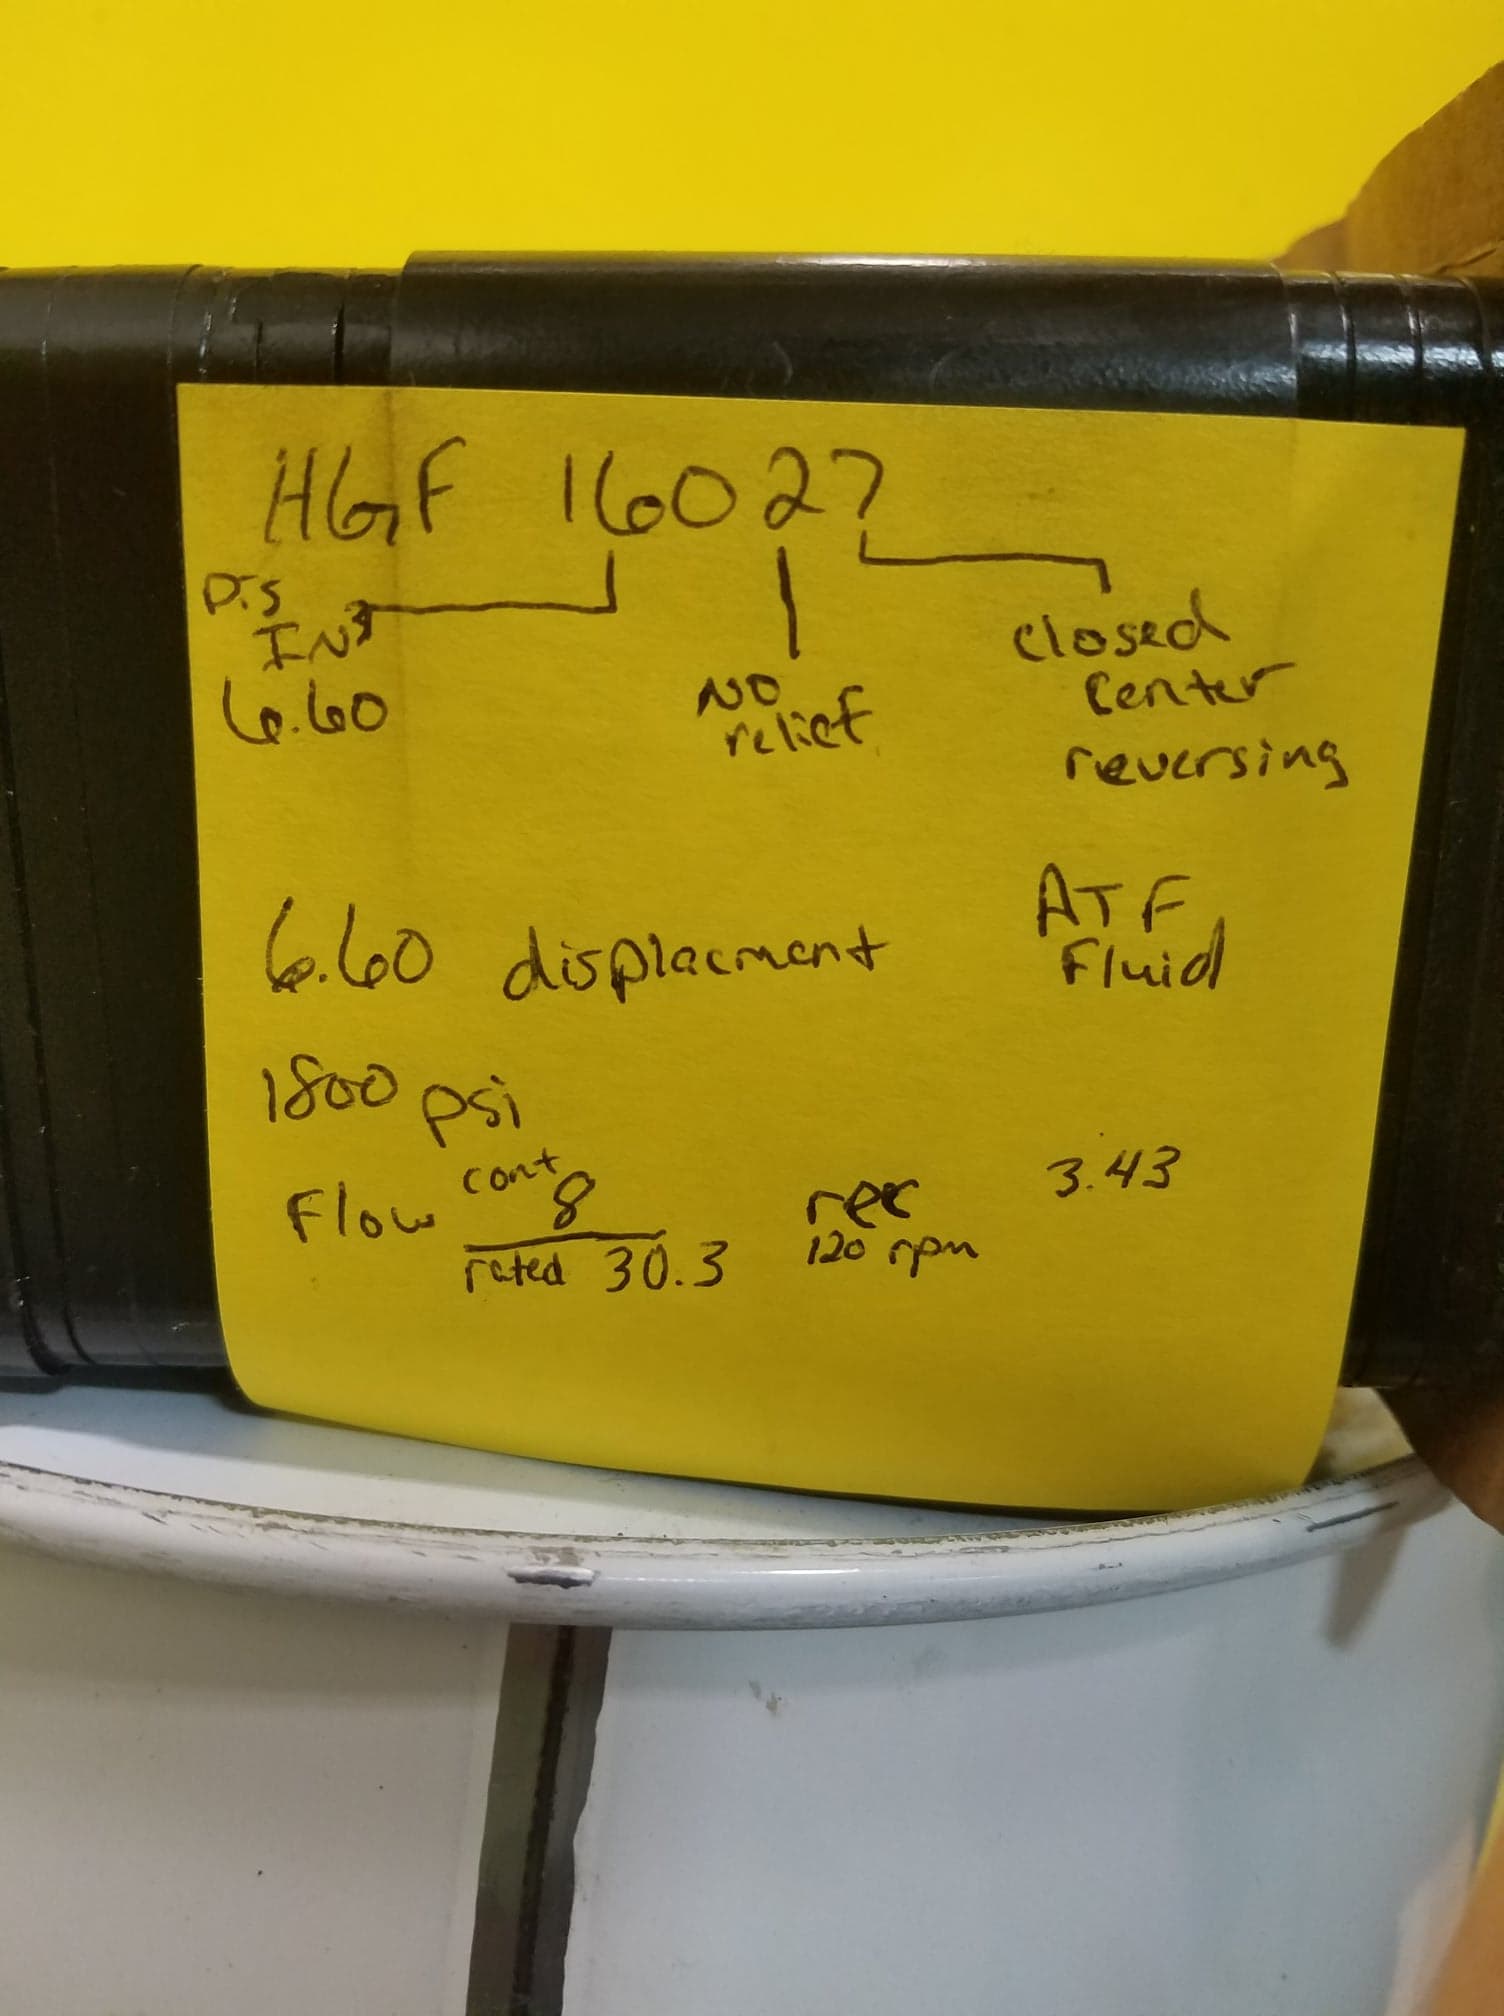 HGF 16027
Dis
IN³
6.60
NO
relief
closed
center
reversing
6.60 displacment
ATF
Fluid
1800 psi
Flow cont 8
rated 30.3
rec
120 rpm
3.43